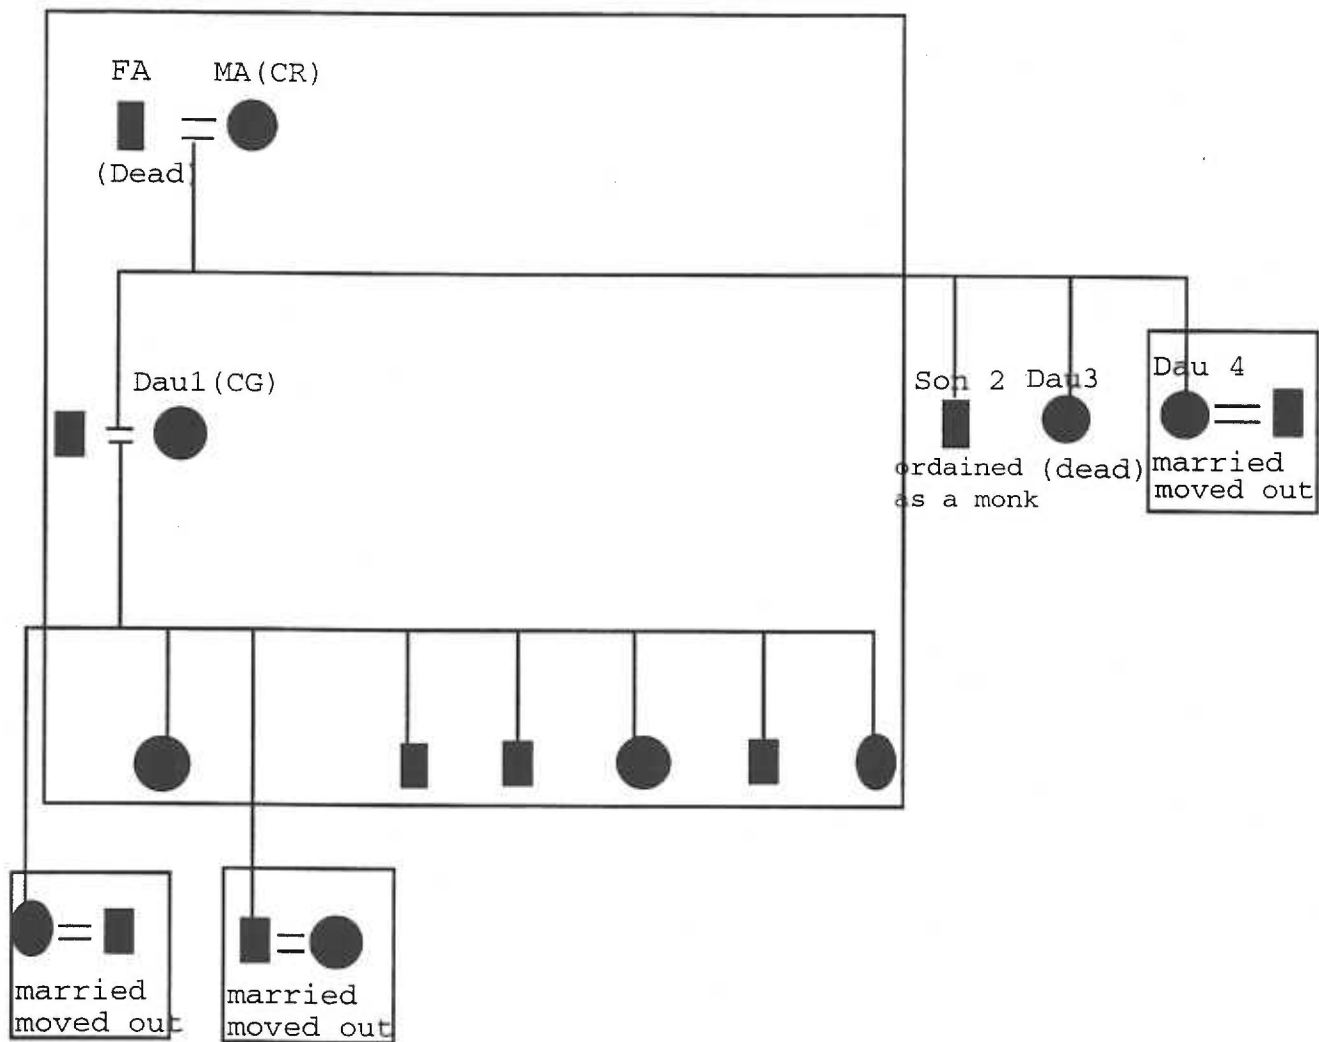 FA MA(CR)
(Dead)
Dau1(CG)
Son 2 Dau3
ordained (dead)
as a monk
Dau 4
married
moved out
married
moved out
married
moved out